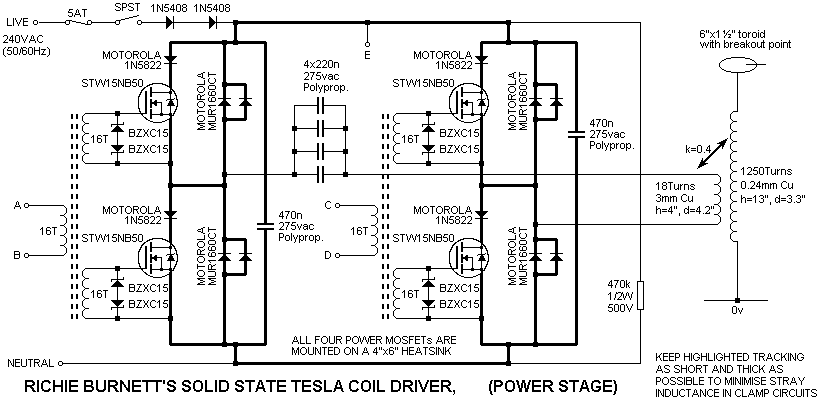 LIVE
5AT
SPST
1N5408 1N5408
240VAC
(50/60Hz)
MOTOROLA
1N5822
STW15NB50
MOTOROLA
MUR1660CT
16T
BZXC15
BZXC15
A
B
16T
MOTOROLA
1N5822
STW15NB50
MOTOROLA
MUR1660CT
16T
BZXC15
BZXC15
470n
275vac
Polyprop.
4x220n
275vac
Polyprop.
E
MOTOROLA
1N5822
STW15NB50
MOTOROLA
MUR1660CT
16T
BZXC15
BZXC15
C
D
16T
MOTOROLA
1N5822
STW15NB50
MOTOROLA
MUR1660CT
16T
BZXC15
BZXC15
470n
275vac
Polyprop.
6"x1 ½" toroid
with breakout point
k=0.4
18Turns
3mm Cu
h=4", d=4.2"
1250Turns
0.24mm Cu
h=13", d=3.3"
470k
1/2W
500V
0v
NEUTRAL
ALL FOUR POWER MOSFETs ARE
MOUNTED ON A 4"x6" HEATSINK
KEEP HIGHLIGHTED TRACKING
AS SHORT AND THICK AS
POSSIBLE TO MINIMISE STRAY
INDUCTANCE IN CLAMP CIRCUITS
RICHIE BURNETT'S SOLID STATE TESLA COIL DRIVER, (POWER STAGE)